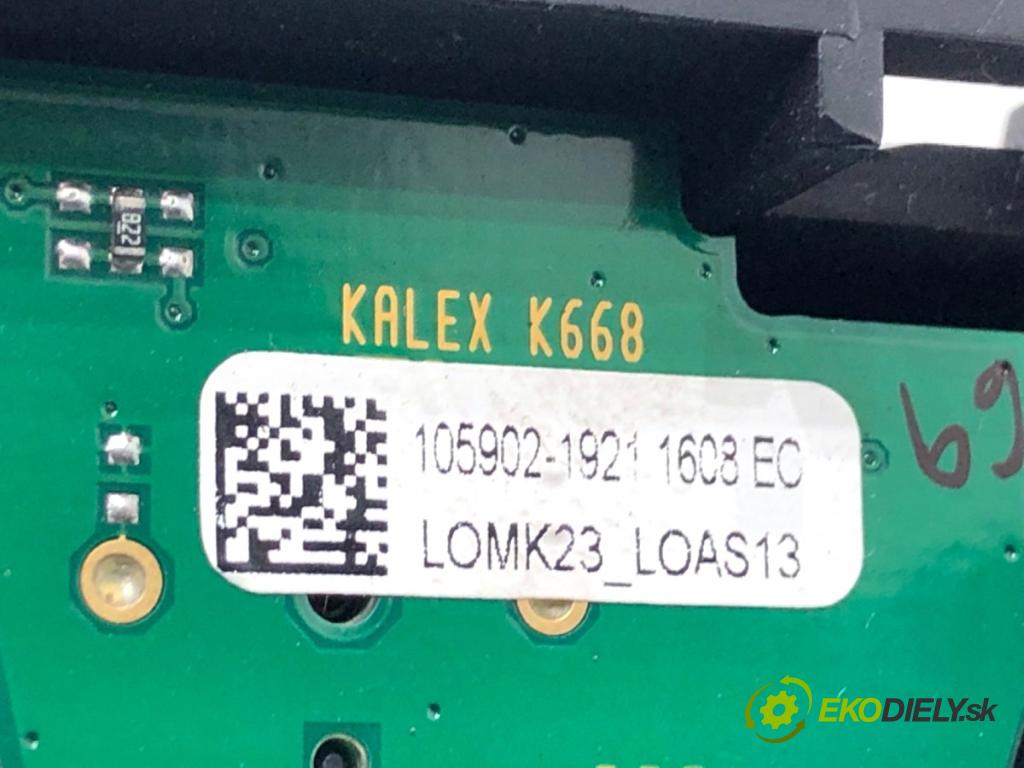 822
KALEX K668
105902-1921 1608 EC
LOMK23_LOAS13
69
EKODIELY.sk